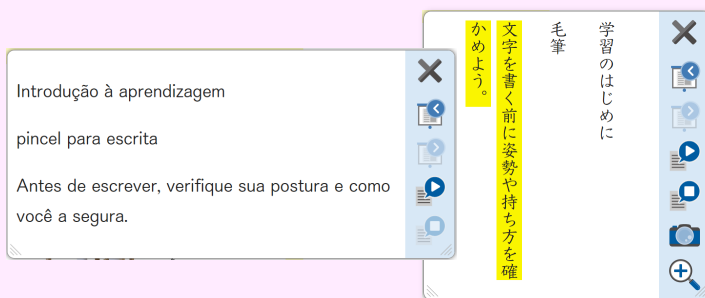 Introdução à aprendizagem
pincel para escrita
Antes de escrever, verifique sua postura e como
você a segura.
学習のはじめに
毛筆
文字を書く前に姿勢や持ち方を確
かめよう。